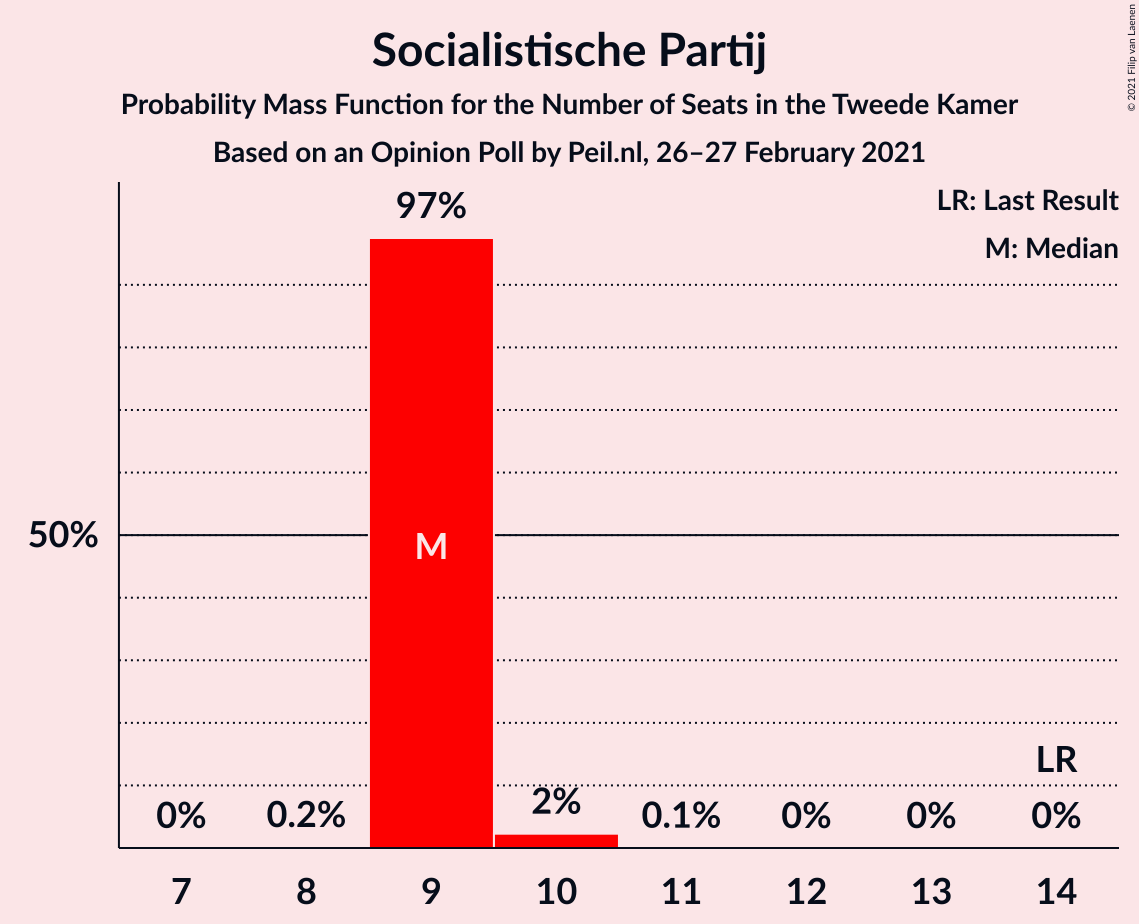 Socialistische Partij
Probability Mass Function for the Number of Seats in the Tweede Kamer
Based on an Opinion Poll by Peil.nl, 26–27 February 2021
© 2021 Filip van Laenen
LR: Last Result
M: Median
97%
50%
M
LR
0%
0.2%
2%
0.1%
0%
0%
0%
7
8
9
10
11
12
13
14